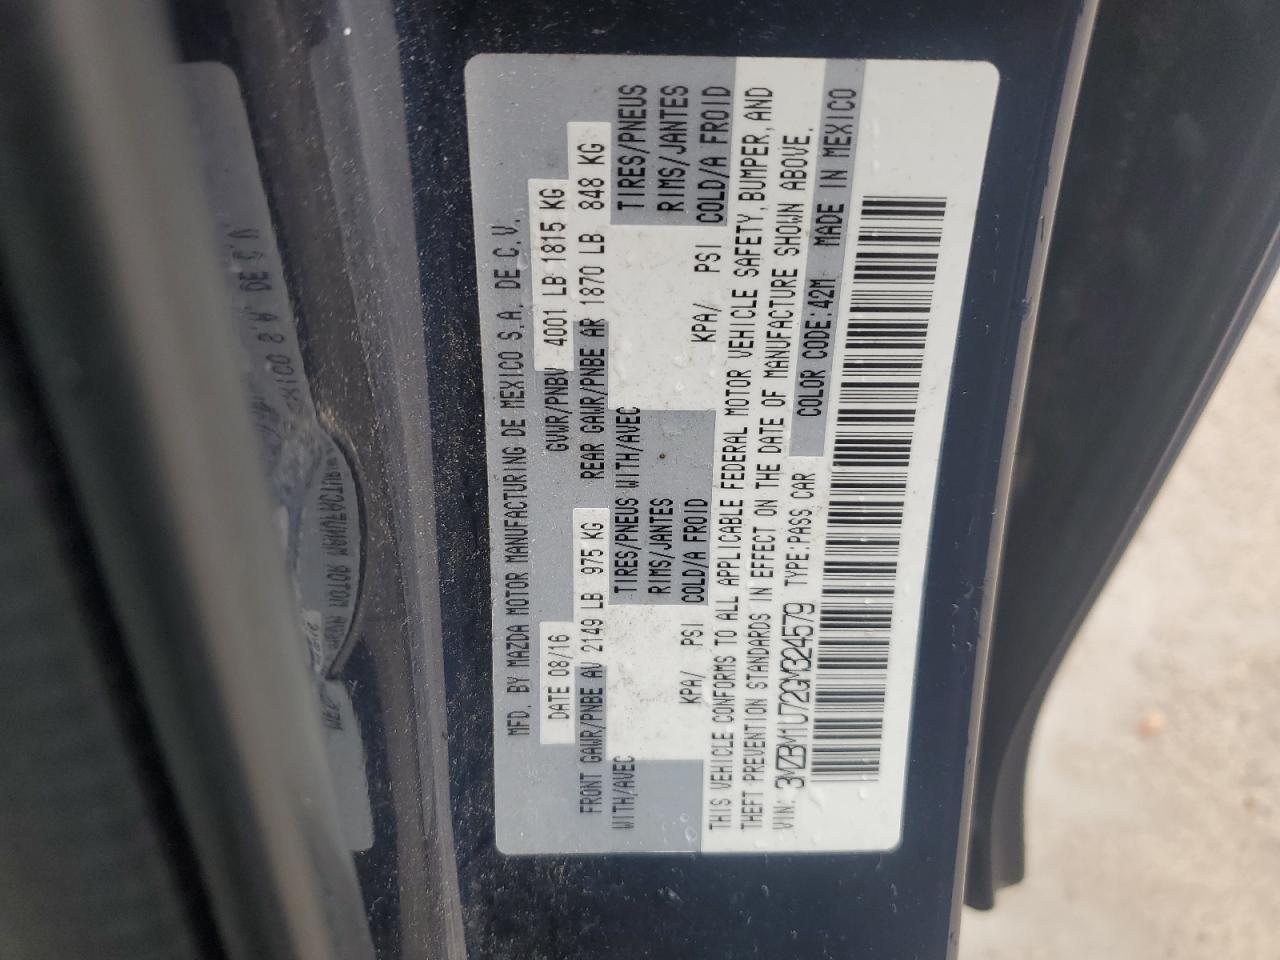 MFD. BY MAZDA MOTOR MANUFACTURING DE MEXICO S.A. DE C.V.
DATE 08/16 GVWR/PNBV 4001 LB 1815 KG
FRONT GAWR/PNBE AV 2149 LB 975 KG REAR GAWR/PNBE AR 1870 LB 848 KG
WITH/AVEC TIRES/PNEUS WITH/AVEC TIRES/PNEUS
RIMS/JANTES RIMS/JANTES
KPA/ PSI COLD/A FROID KPA/ PSI COLD/A FROID
THIS VEHICLE CONFORMS TO ALL APPLICABLE FEDERAL MOTOR VEHICLE SAFETY, BUMPER, AND
THEFT PREVENTION STANDARDS IN EFFECT ON THE DATE OF MANUFACTURE SHOWN ABOVE.
VIN: 3MZBM1U72GM324579 TYPE:PASS CAR COLOR CODE:42M MADE IN MEXICO